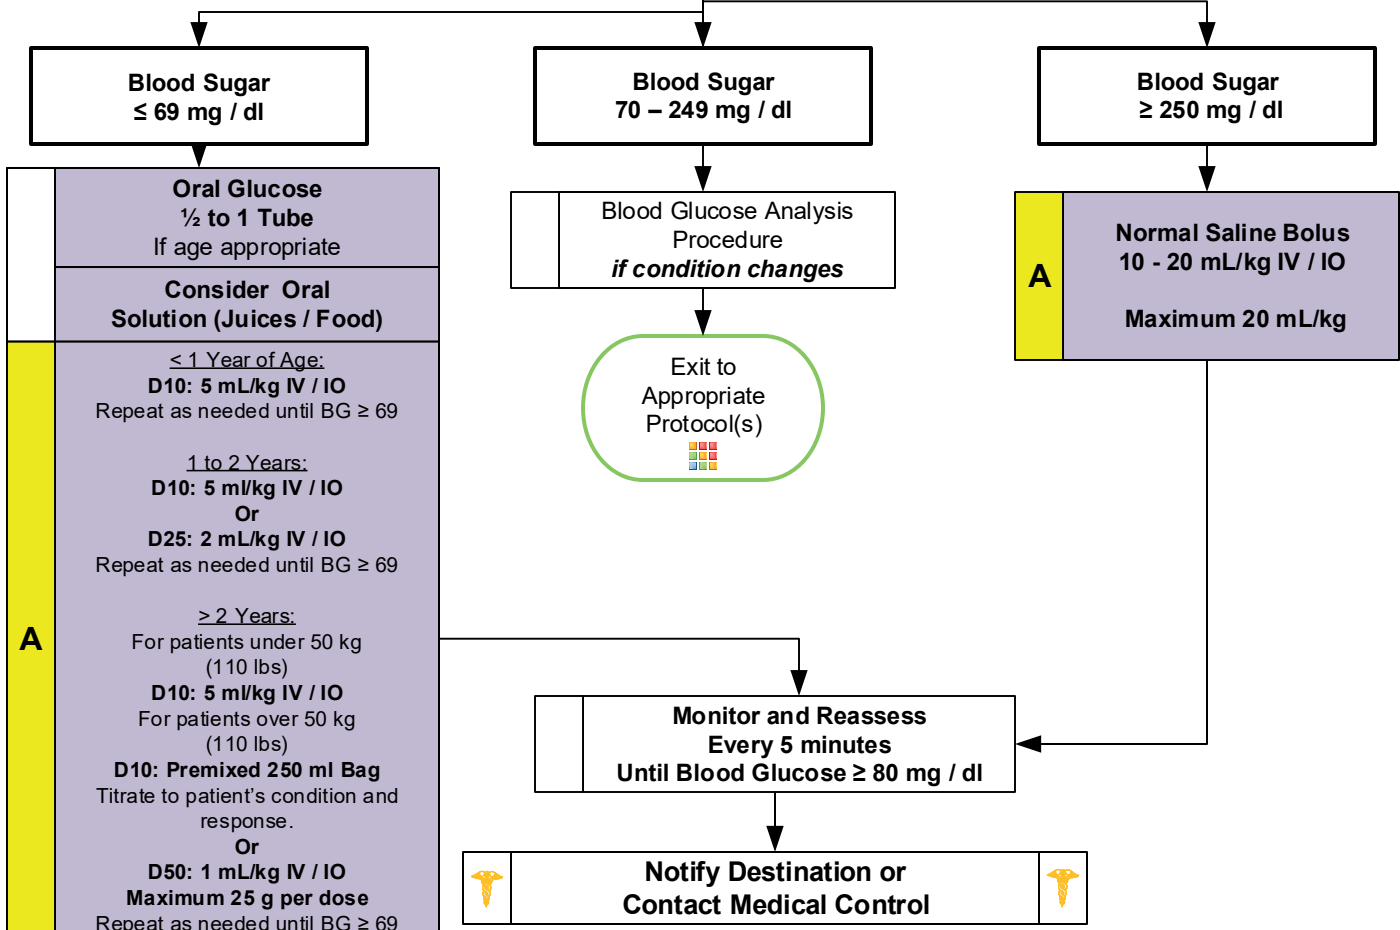 Blood Sugar
≤ 69 mg / dl
Blood Sugar
70 – 249 mg / dl
Blood Sugar
≥ 250 mg / dl
Oral Glucose
½ to 1 Tube
If age appropriate
Consider Oral
Solution (Juices / Food)
A
< 1 Year of Age:
D10: 5 mL/kg IV / IO
Repeat as needed until BG ≥ 69
1 to 2 Years:
D10: 5 ml/kg IV / IO
Or
D25: 2 mL/kg IV / IO
Repeat as needed until BG ≥ 69
> 2 Years:
For patients under 50 kg
(110 lbs)
D10: 5 ml/kg IV / IO
For patients over 50 kg
(110 lbs)
D10: Premixed 250 ml Bag
Titrate to patient’s condition and
response.
Or
D50: 1 mL/kg IV / IO
Maximum 25 g per dose
Repeat as needed until BG ≥ 69
Blood Glucose Analysis
Procedure
if condition changes
Exit to
Appropriate
Protocol(s)
A
Normal Saline Bolus
10 - 20 mL/kg IV / IO
Maximum 20 mL/kg
Monitor and Reassess
Every 5 minutes
Until Blood Glucose ≥ 80 mg / dl
Notify Destination or
Contact Medical Control